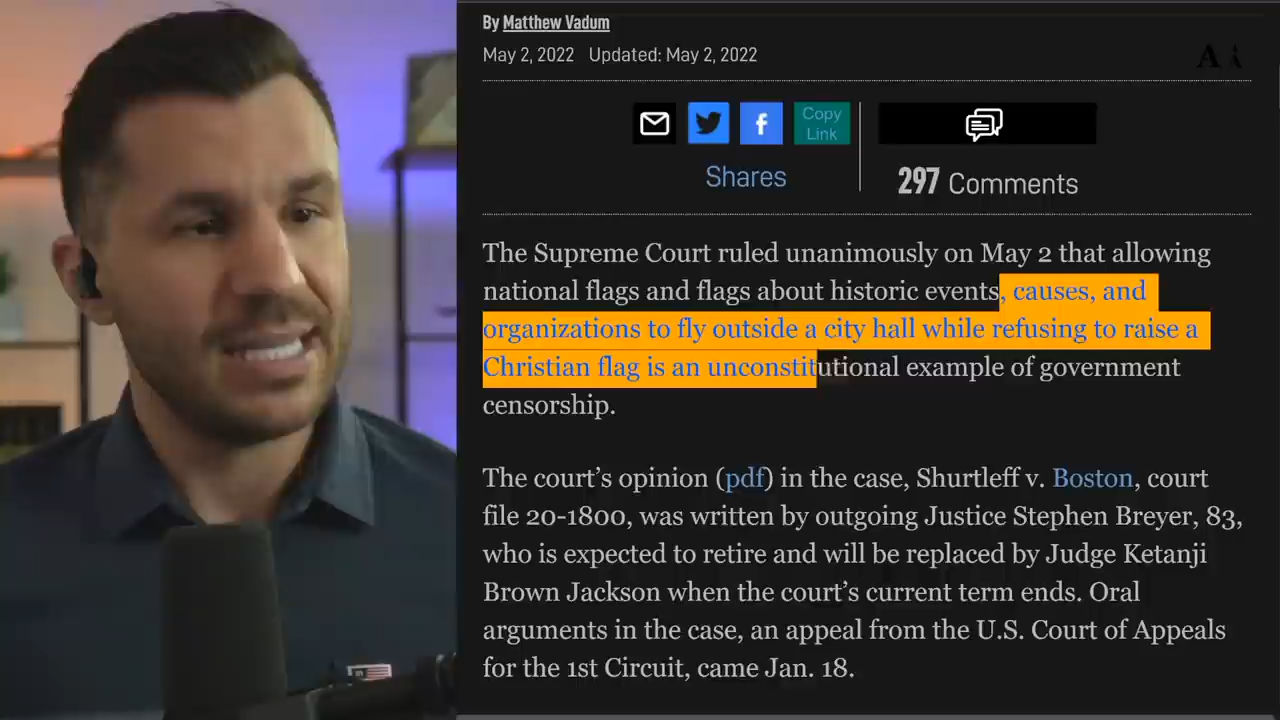 By Matthew Vadum
May 2, 2022 Updated: May 2, 2022
A A
Copy
Link
Shares
297 Comments
The Supreme Court ruled unanimously on May 2 that allowing
national flags and flags about historic events, causes, and
organizations to fly outside a city hall while refusing to raise a
Christian flag is an unconstitutional example of government
censorship.
The court’s opinion (pdf) in the case, Shurtleff v. Boston, court
file 20-1800, was written by outgoing Justice Stephen Breyer, 83,
who is expected to retire and will be replaced by Judge Ketanji
Brown Jackson when the court’s current term ends. Oral
arguments in the case, an appeal from the U.S. Court of Appeals
for the 1st Circuit, came Jan. 18.